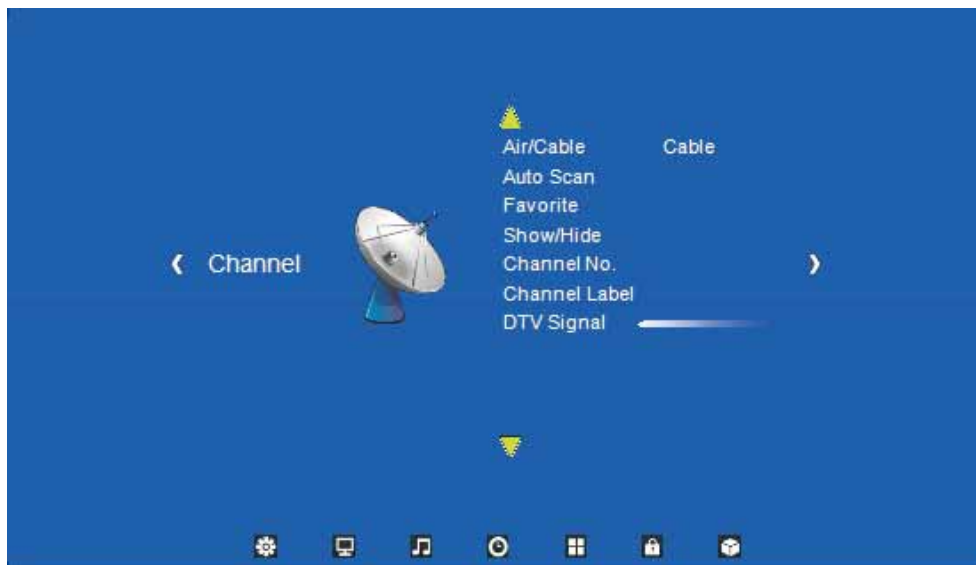 Air/Cable Cable
Auto Scan
Favorite
Show/Hide
Channel
Channel No.
Channel Label
DTV Signal